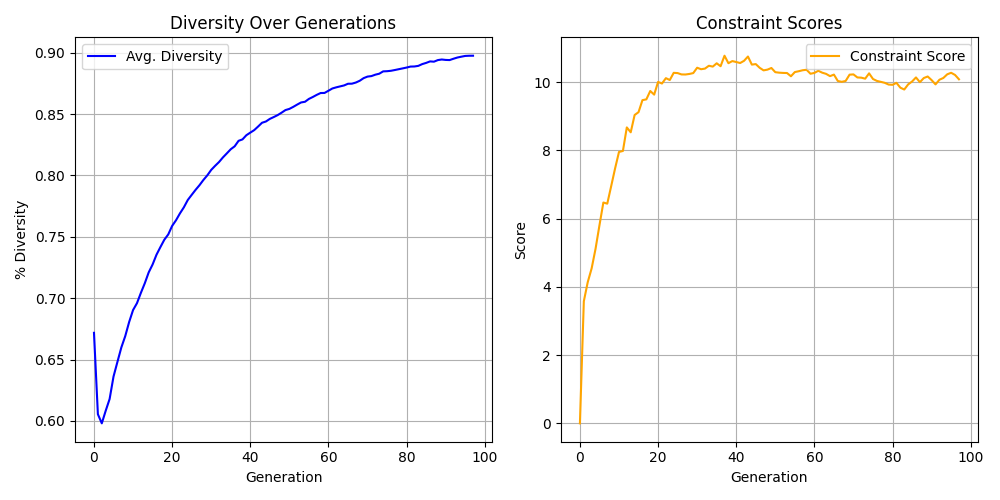 Diversity Over Generations
Avg. Diversity
% Diversity
0.90
0.85
0.80
0.75
0.70
0.65
0.60
0 20 40 60 80 100
Generation
Constraint Scores
Constraint Score
Score
10
8
6
4
2
0
0 20 40 60 80 100
Generation